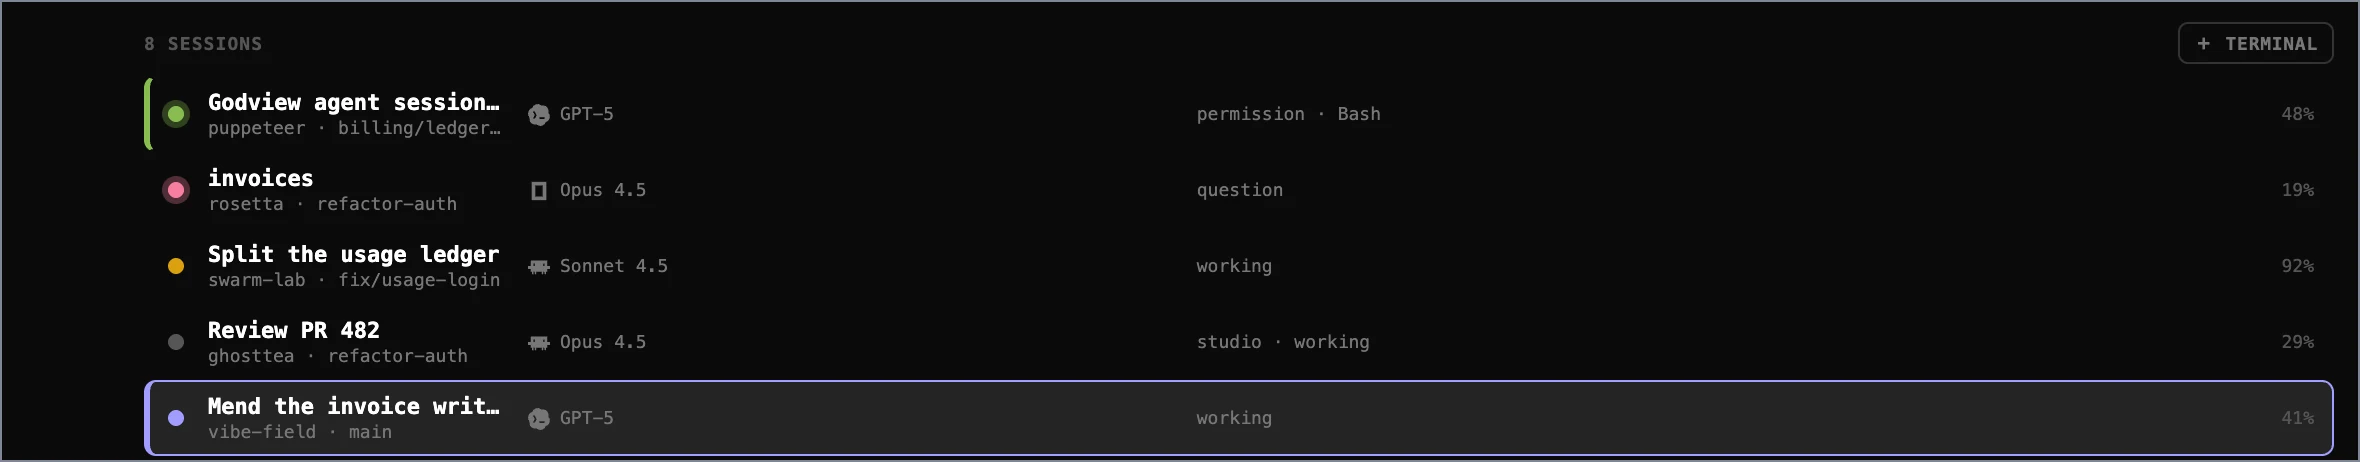 8 SESSIONS
+ TERMINAL
Godview agent session… GPT-5 permission · Bash 48%
puppeteer · billing/ledger…
invoices Opus 4.5 question 19%
rosetta · refactor-auth
Split the usage ledger Sonnet 4.5 working 92%
swarm-lab · fix/usage-login
Review PR 482 Opus 4.5 studio · working 29%
ghosttea · refactor-auth
Mend the invoice writ… GPT-5 working 41%
vibe-field · main